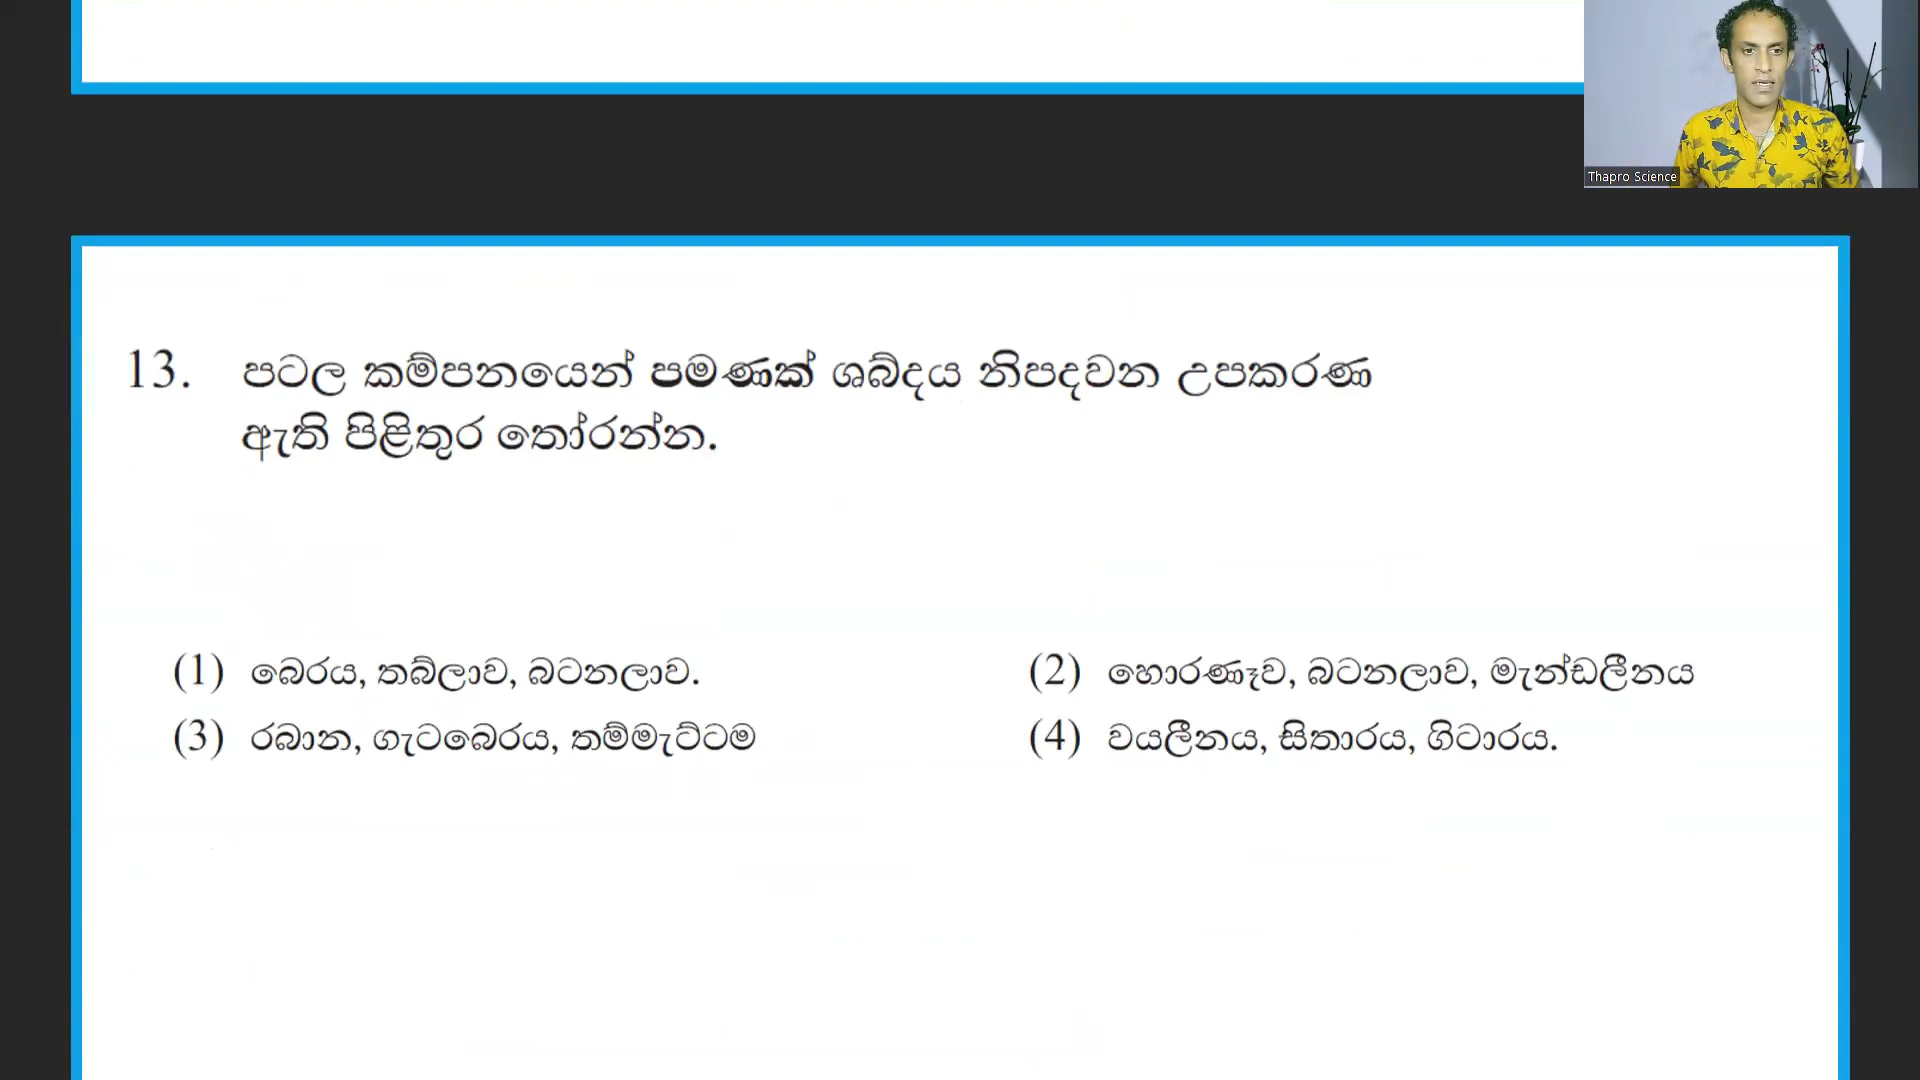 Thapro Science
13. පටල කම්පනයෙන් පමණක් ශබ්දය නිපදවන උපකරණ
ඇති පිළිතුර තෝරන්න.
(1) බෙරය, තබ්ලාව, බටනලාව. (2) හොරණෑව, බටනලාව, මැන්ඩලීනය
(3) රබාන, ගැටබෙරය, තම්මැට්ටම (4) වයලීනය, සිතාරය, ගිටාරය.